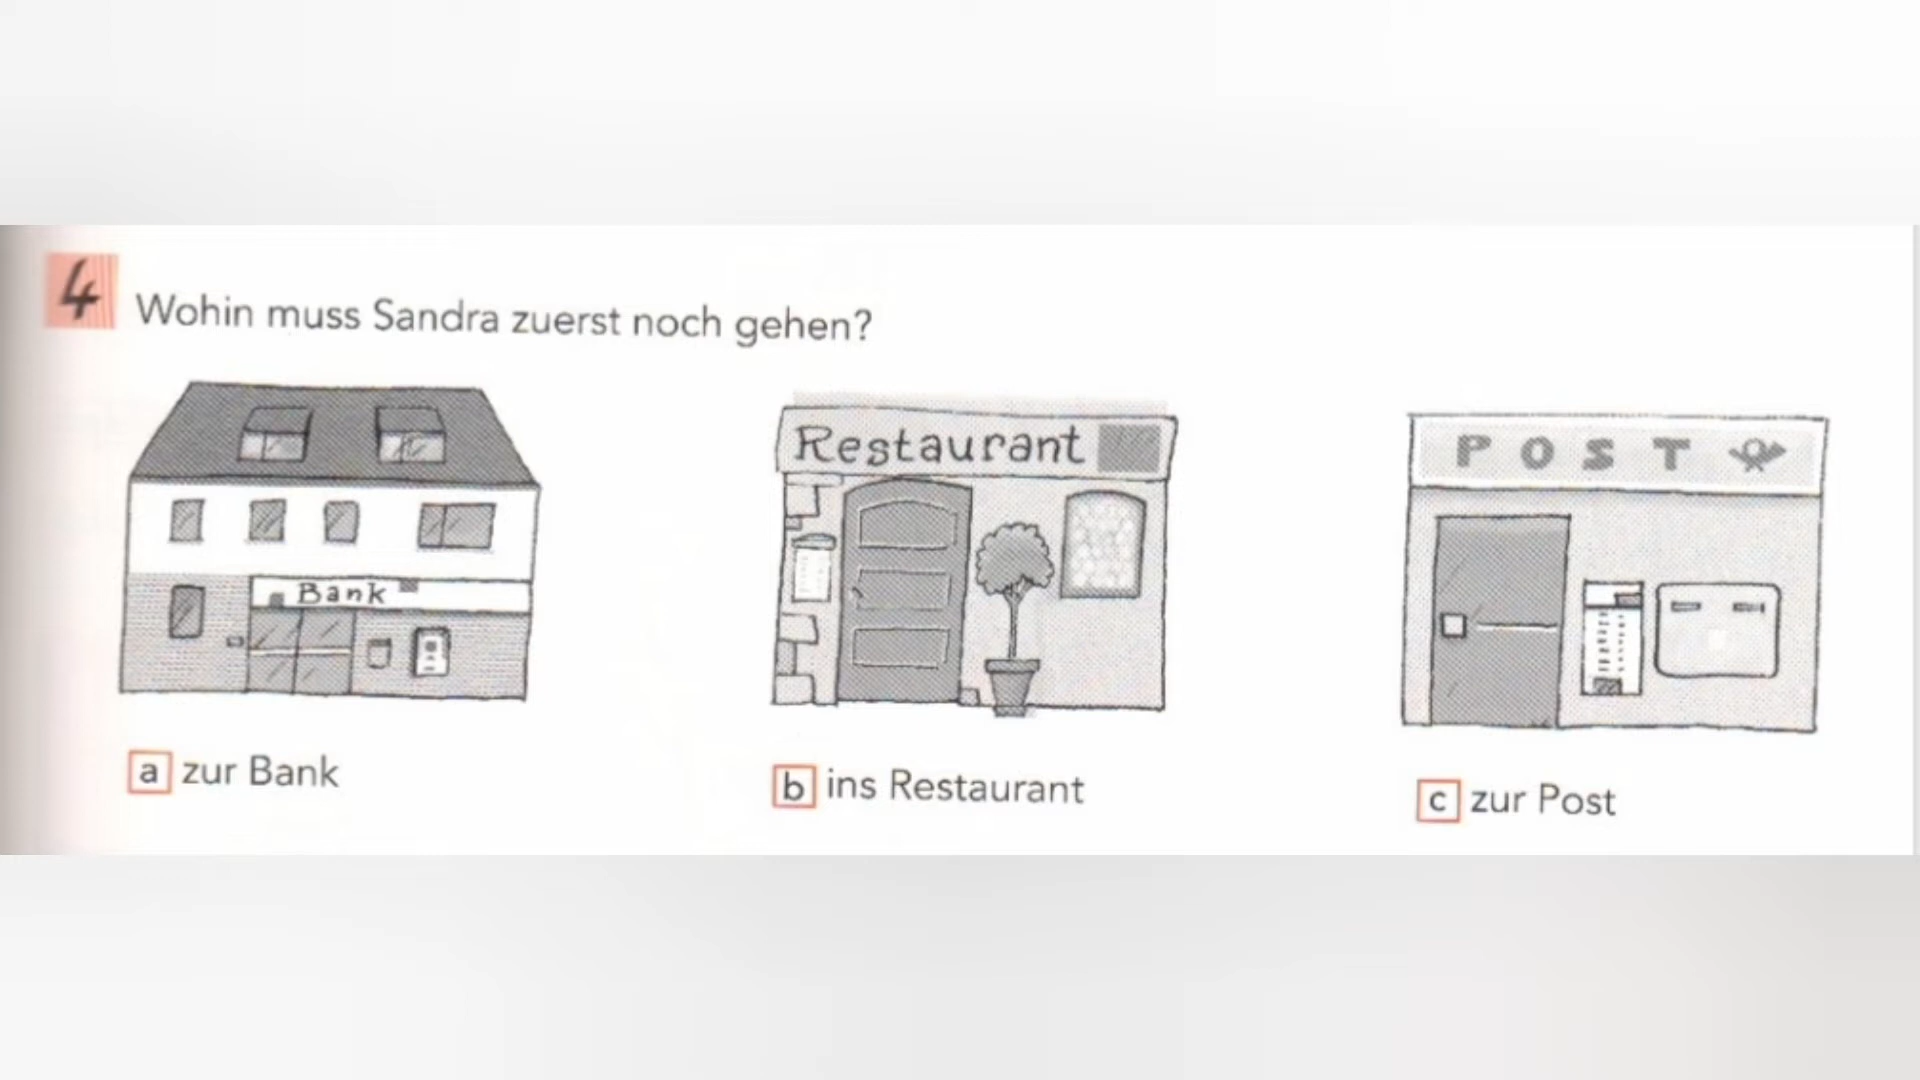 4 Wohin muss Sandra zuerst noch gehen?
Bank
Restaurant
POST
a zur Bank
b ins Restaurant
c zur Post